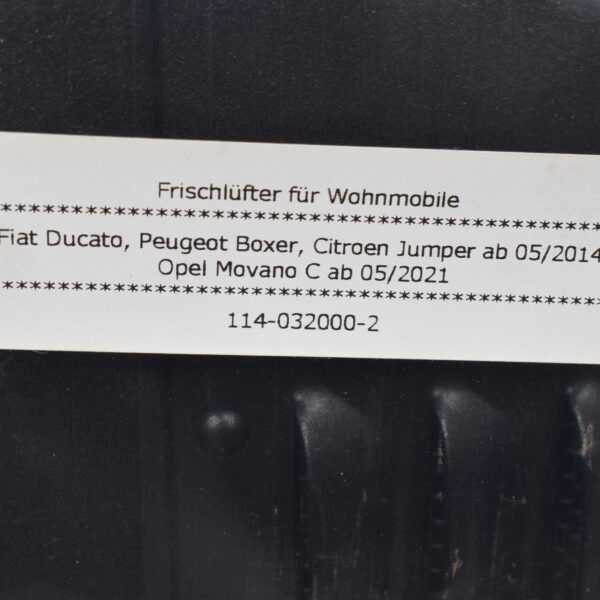 Frischlüfter für Wohnmobile
******************************************
Fiat Ducato, Peugeot Boxer, Citroen Jumper ab 05/2014
Opel Movano C ab 05/2021
******************************************
114-032000-2